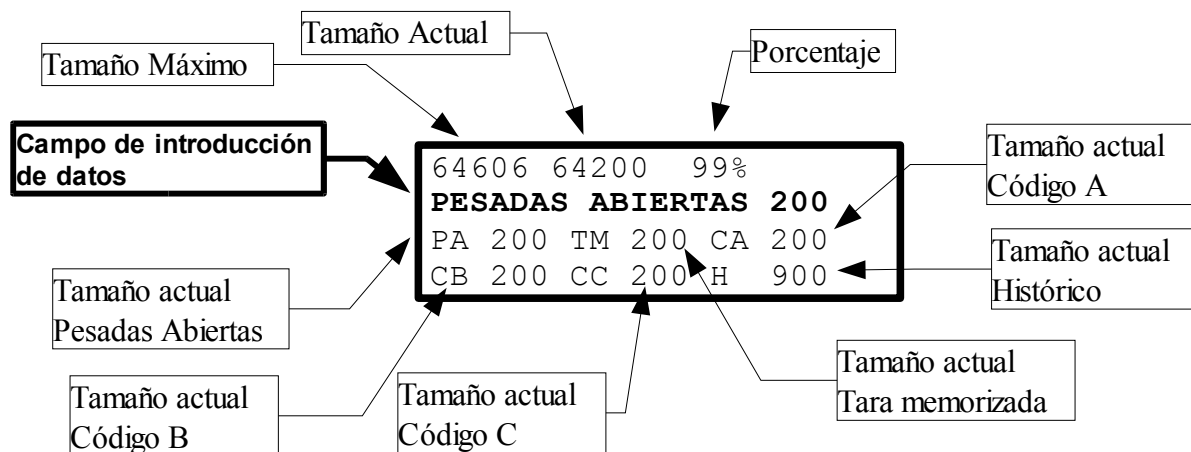 Tamaño Actual
Tamaño Máximo
Porcentaje
Campo de introducción
de datos
64606 64200 99%
PESADAS ABIERTAS 200
PA 200 TM 200 CA 200
CB 200 CC 200 H 900
Tamaño actual
Código A
Tamaño actual
Histórico
Tamaño actual
Pesadas Abiertas
Tamaño actual
Código B
Tamaño actual
Código C
Tamaño actual
Tara memorizada